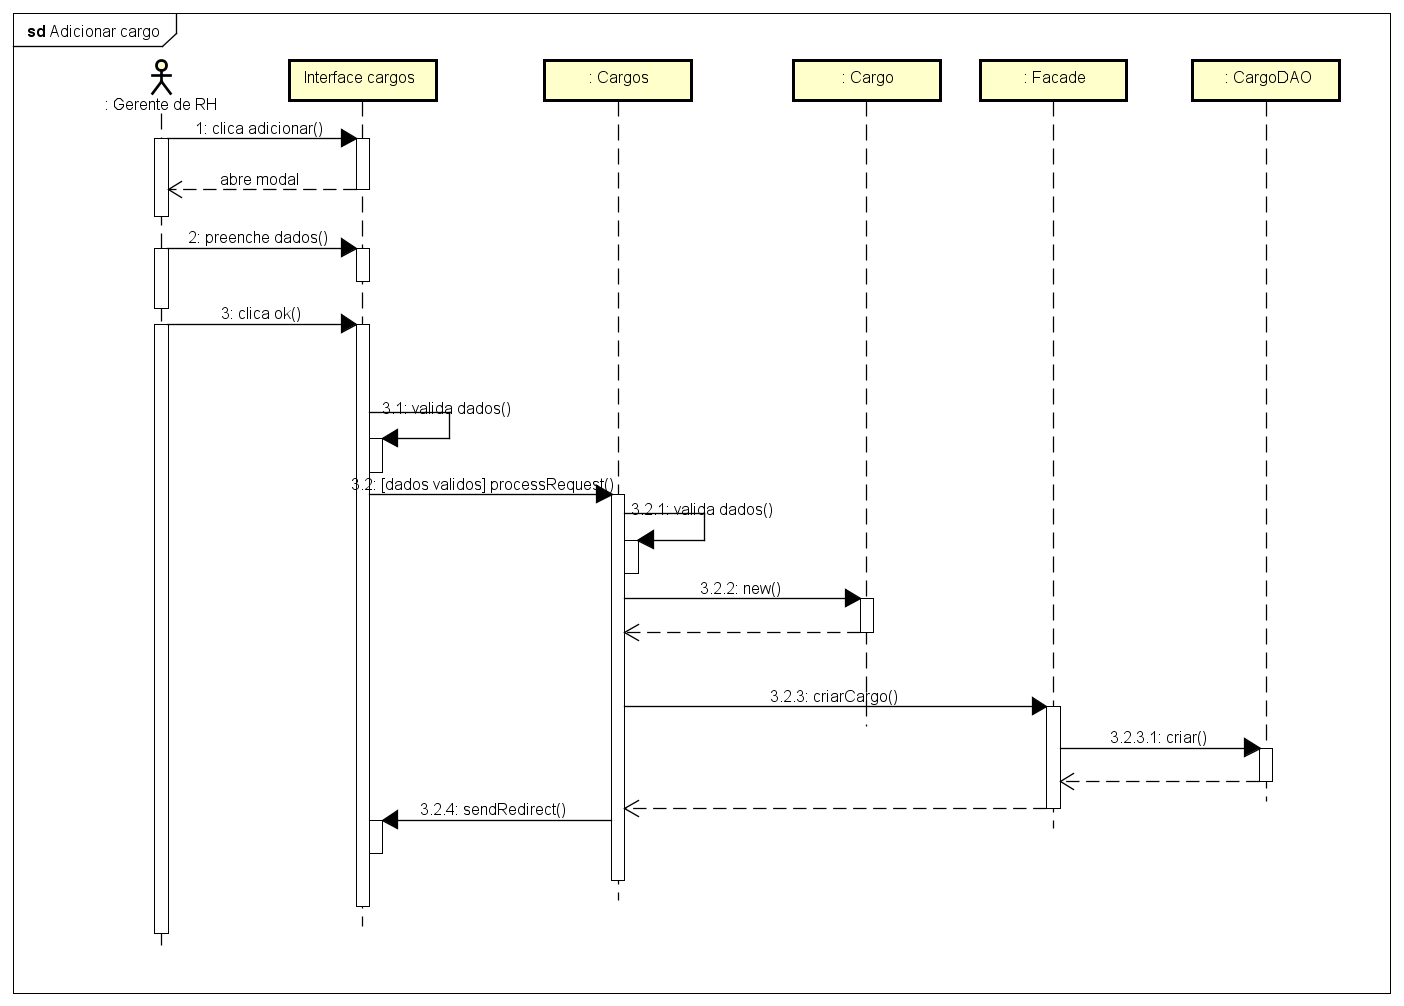 sd Adicionar cargo
: Gerente de RH
Interface cargos
: Cargos
: Cargo
: Facade
: CargoDAO
1: clica adicionar()
abre modal
2: preenche dados()
3: clica ok()
3.1: valida dados()
3.2: [dados validos] processRequest()
3.2.1: valida dados()
3.2.2: new()
3.2.3: criarCargo()
3.2.3.1: criar()
3.2.4: sendRedirect()